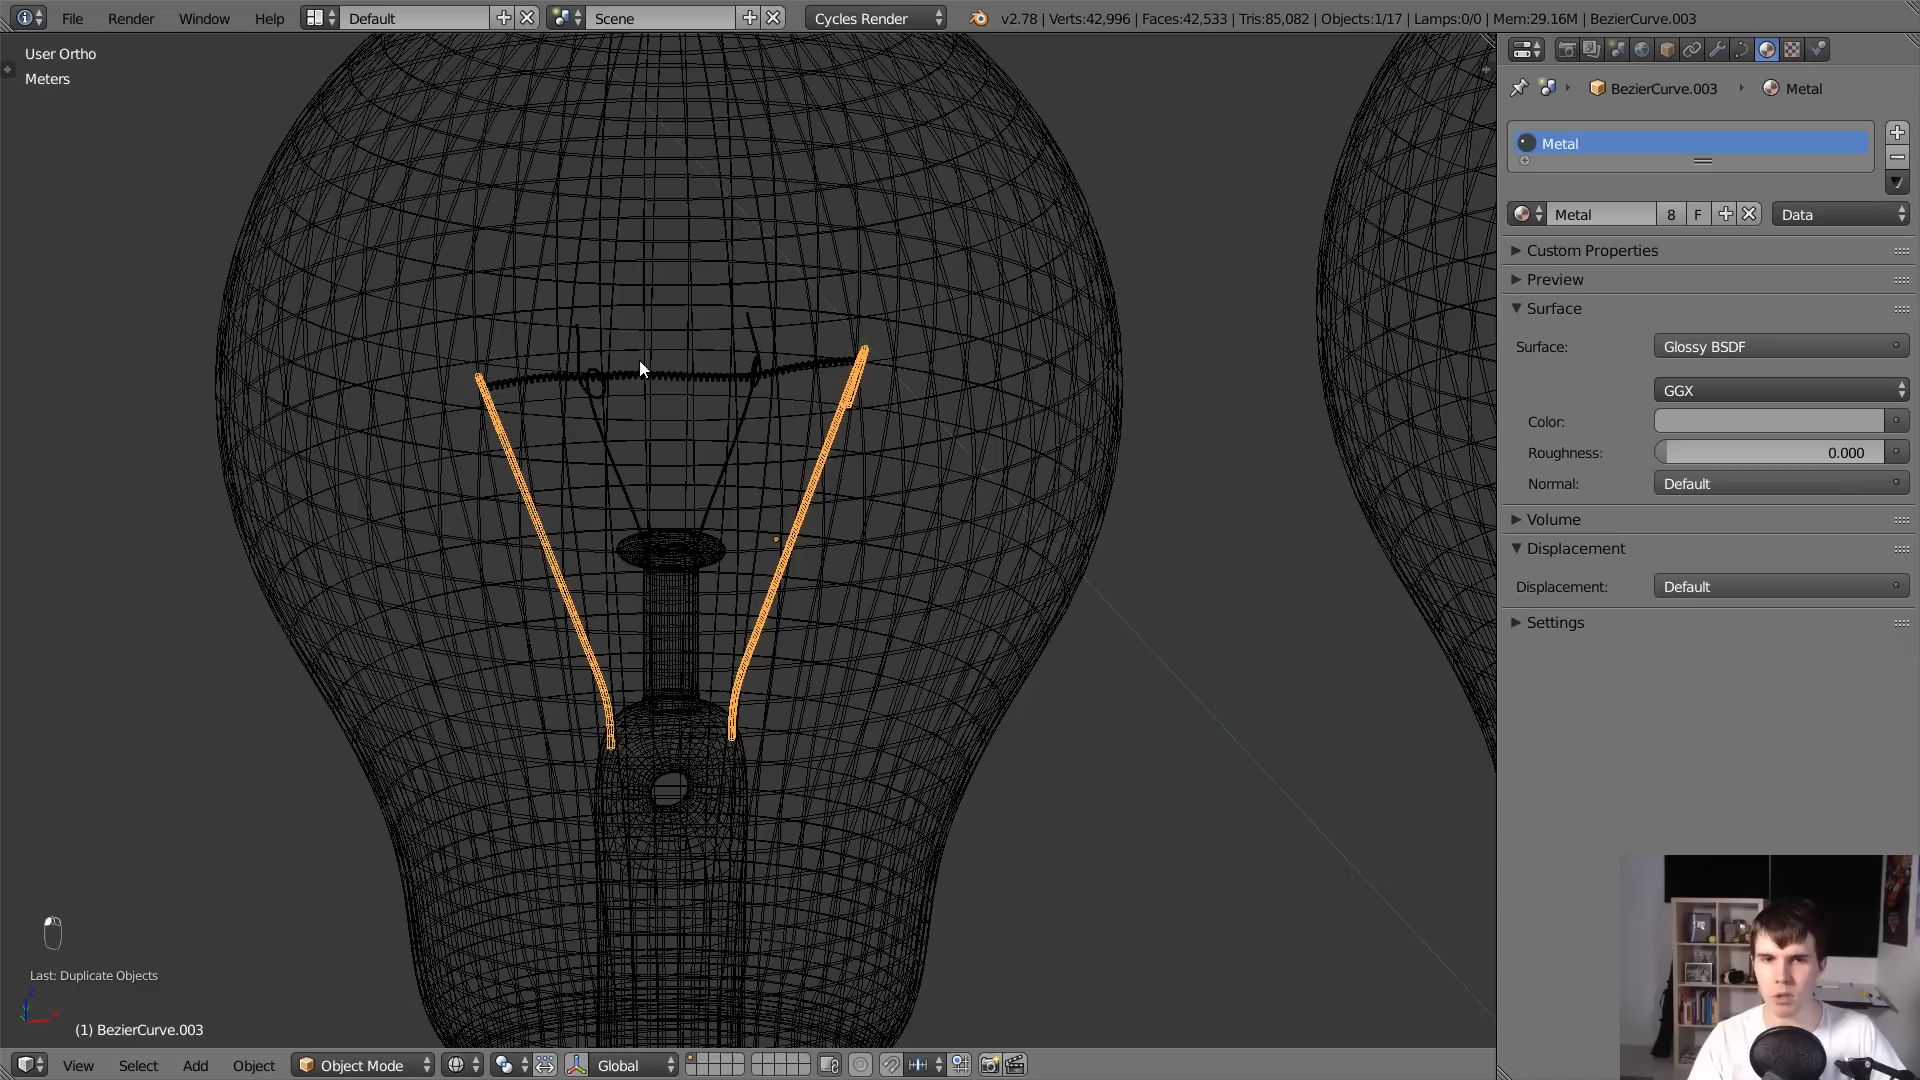 File Render Window Help Default Scene Cycles Render v2.78 | Verts:42,996 | Faces:42,533 | Tris:85,082 | Objects:1/17 | Lamps:0/0 | Mem:29.16M | BezierCurve.003
User Ortho
Meters
BezierCurve.003 Metal
Metal
Metal 8 F Data
Custom Properties
Preview
Surface
Surface: Glossy BSDF
GGX
Color:
Roughness: 0.000
Normal: Default
Volume
Displacement
Displacement: Default
Settings
Last: Duplicate Objects
(1) BezierCurve.003
View Select Add Object Object Mode Global